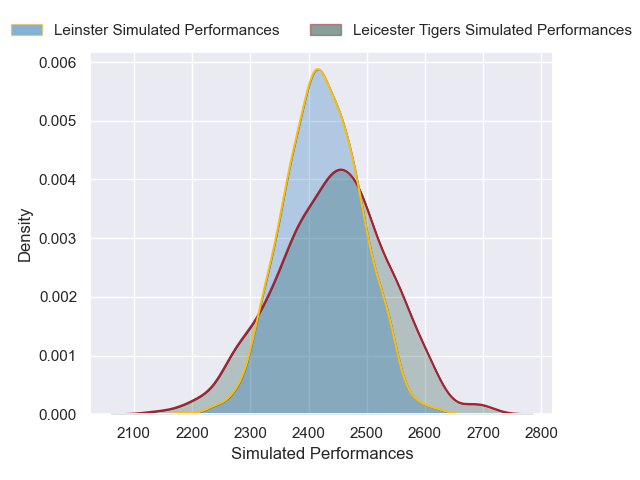 Leinster Simulated Performances Leicester Tigers Simulated Performances
0.006
0.005
0.004
0.003
0.002
0.001
0.000
Density
2100 2200 2300 2400 2500 2600 2700 2800
Simulated Performances